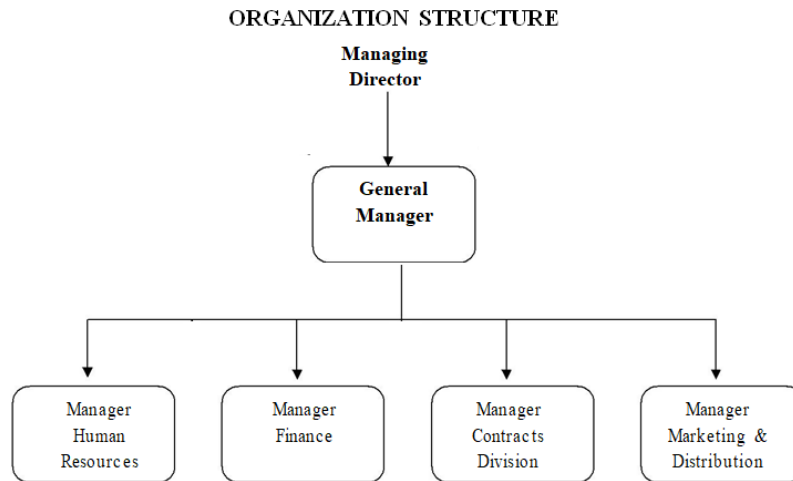 ORGANIZATION STRUCTURE
Managing
Director
General
Manager
Manager
Human
Resources
Manager
Finance
Manager
Contracts
Division
Manager
Marketing &
Distribution